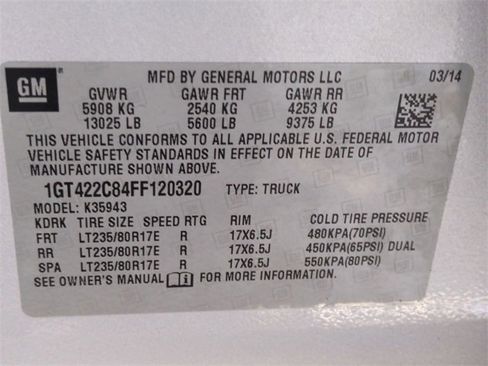 GM
MFD BY GENERAL MOTORS LLC 03/14
GVWR GAWR FRT GAWR RR
5908 KG 2540 KG 4253 KG
13025 LB 5600 LB 9375 LB
THIS VEHICLE CONFORMS TO ALL APPLICABLE U.S. FEDERAL MOTOR
VEHICLE SAFETY STANDARDS IN EFFECT ON THE DATE OF
MANUFACTURE SHOWN ABOVE.
1GT422C84FF120320 TYPE: TRUCK
MODEL: K35943
KDRK TIRE SIZE SPEED RTG RIM COLD TIRE PRESSURE
FRT LT235/80R17E R 17X6.5J 480KPA(70PSI)
RR LT235/80R17E R 17X6.5J 450KPA(65PSI) DUAL
SPA LT235/80R17E R 17X6.5J 550KPA(80PSI)
SEE OWNER'S MANUAL FOR MORE INFORMATION.